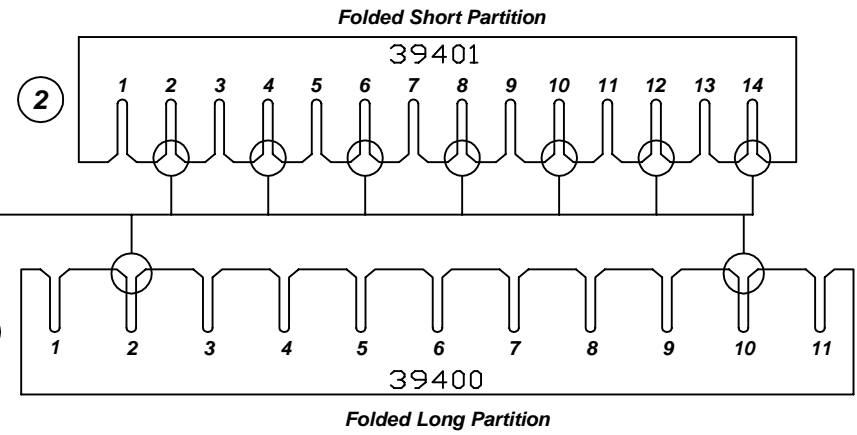 Folded Short Partition
39401
2
1 2 3 4 5 6 7 8 9 10 11 12 13 14
1 2 3 4 5 6 7 8 9 10 11
39400
Folded Long Partition